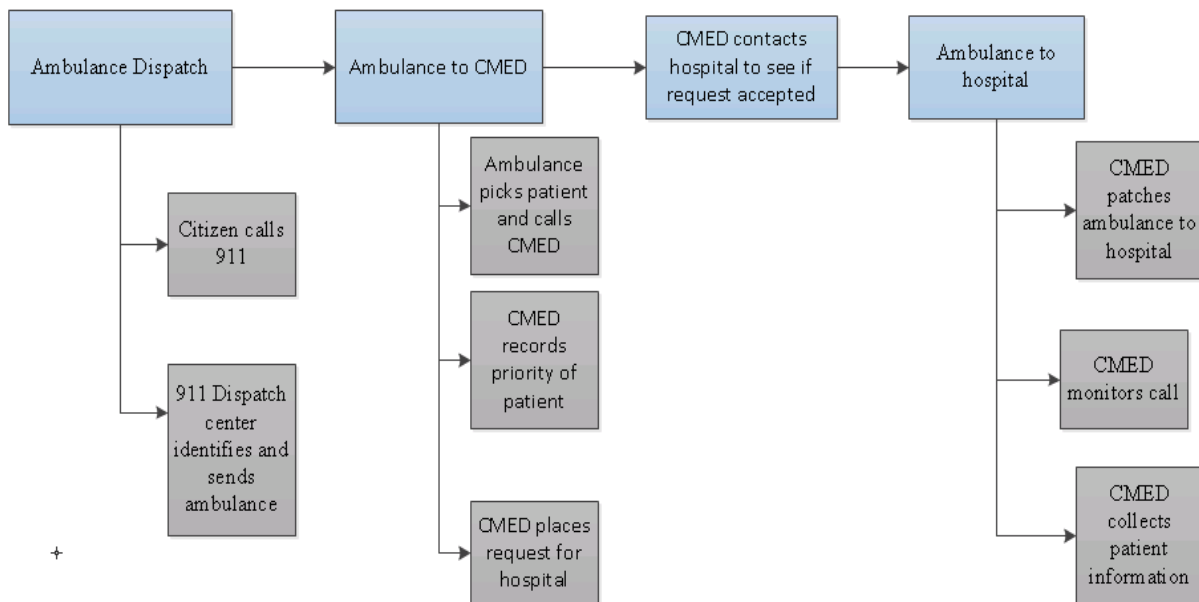 Ambulance Dispatch
Ambulance to CMED
CMED contacts
hospital to see if
request accepted
Ambulance to
hospital
Citizen calls
911
911 Dispatch
center
identifies and
sends
ambulance
Ambulance
picks patient
and calls
CMED
CMED
records
priority of
patient
CMED places
request for
hospital
CMED
patches
ambulance to
hospital
CMED
monitors call
CMED
collects
patient
information